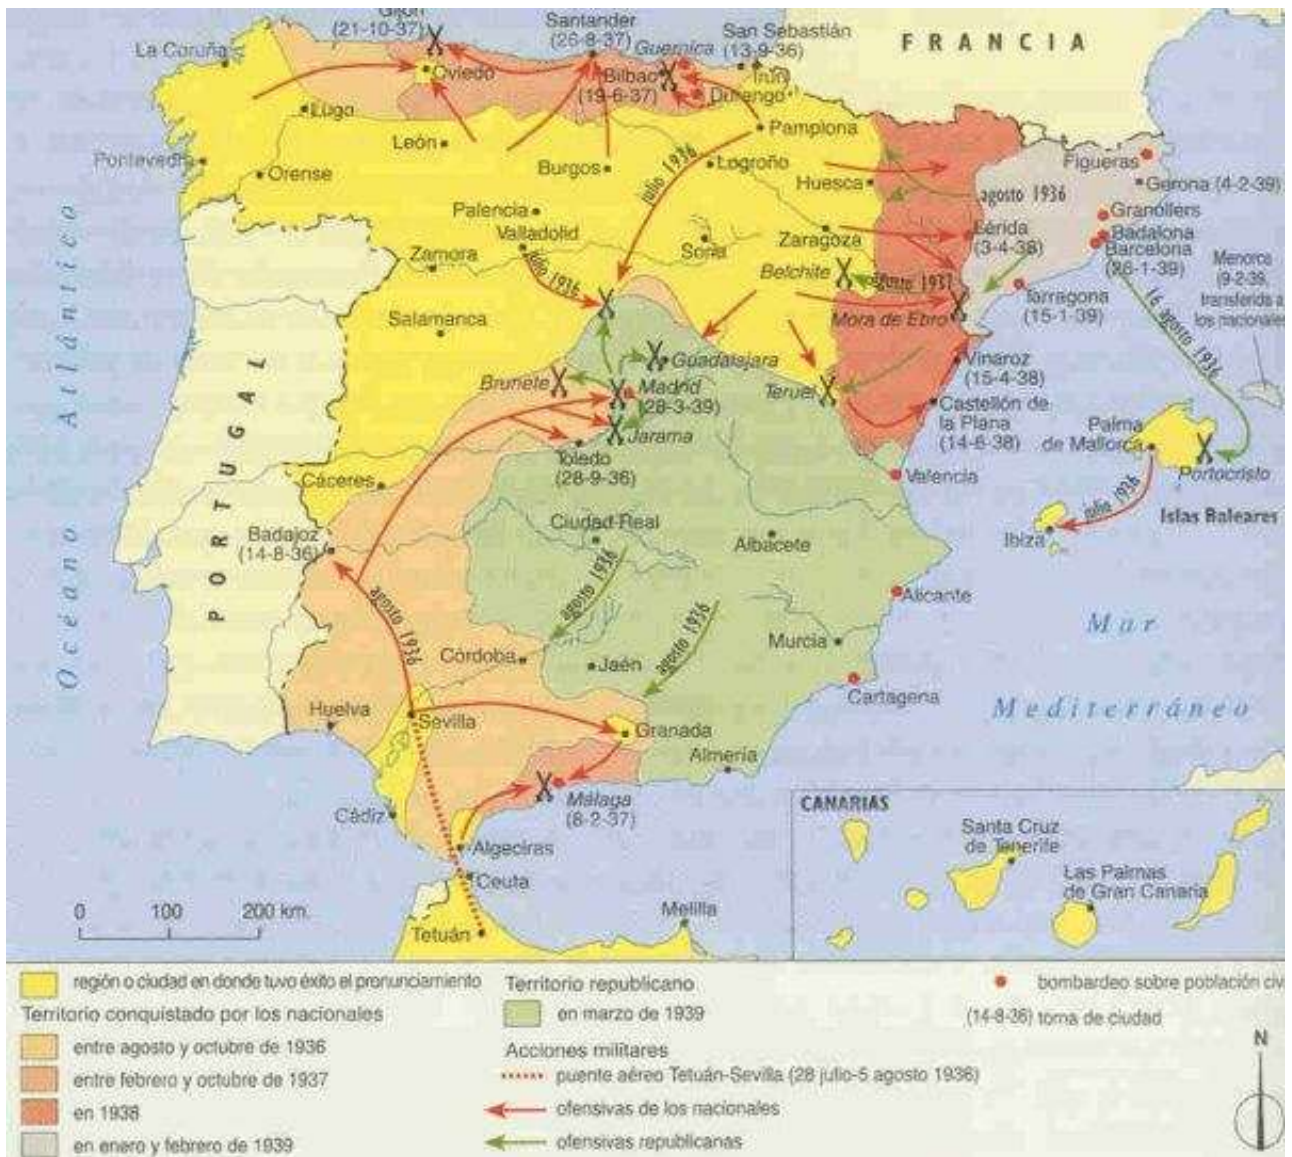 Gijón
(21-10-37)
Santander
(26-8-37)
Guernica
San Sebastián
(13-9-36)
FRANCIA
La Coruña
Oviedo
Bilbao
(19-6-37)
Irún
Durango
Lugo
León
Pamplona
Pontevedra
Orense
Burgos
julio 1936
Logroño
Huesca
agosto 1936
Figueras
Gerona (4-2-39)
Palencia
Valladolid
Zamora
julio 1936
Soria
Zaragoza
Lérida
(3-4-38)
Granollers
Badalona
Barcelona
(26-1-39)
Menorca
(9-2-39,
transferida a
los nacionales
Belchite
agosto 1937
Salamanca
Mora de Ebro
Tarragona
(15-1-39)
16 agosto 1936
Océano Atlántico
PORTUGAL
Guadalajara
Brunete
Madrid
(28-3-39)
Jarama
Teruel
Vinaroz
(15-4-38)
Castellón de
la Plana
(14-6-38)
Palma
de Mallorca
Portocristo
Toledo
(28-9-36)
Cáceres
Valencia
julio 1936
Islas Baleares
Ibiza
Badajoz
(14-8-36)
Ciudad Real
Albacete
agosto 1936
agosto 1936
agosto 1936
Alicante
Mar
Mediterráneo
Córdoba
Jaén
Murcia
Cartagena
Huelva
Sevilla
Granada
Almería
Cádiz
Málaga
(8-2-37)
Algeciras
Ceuta
Tetuán
Melilla
CANARIAS
Santa Cruz
de Tenerife
Las Palmas
de Gran Canaria
0 100 200 km.
región o ciudad en donde tuvo éxito el pronunciamiento
Territorio conquistado por los nacionales
entre agosto y octubre de 1936
entre febrero y octubre de 1937
en 1938
en enero y febrero de 1939
Territorio republicano
en marzo de 1939
Acciones militares
puente aéreo Tetuán-Sevilla (28 julio-5 agosto 1936)
ofensivas de los nacionales
ofensivas republicanas
bombardeo sobre población civ
(14-8-36) toma de ciudad
N